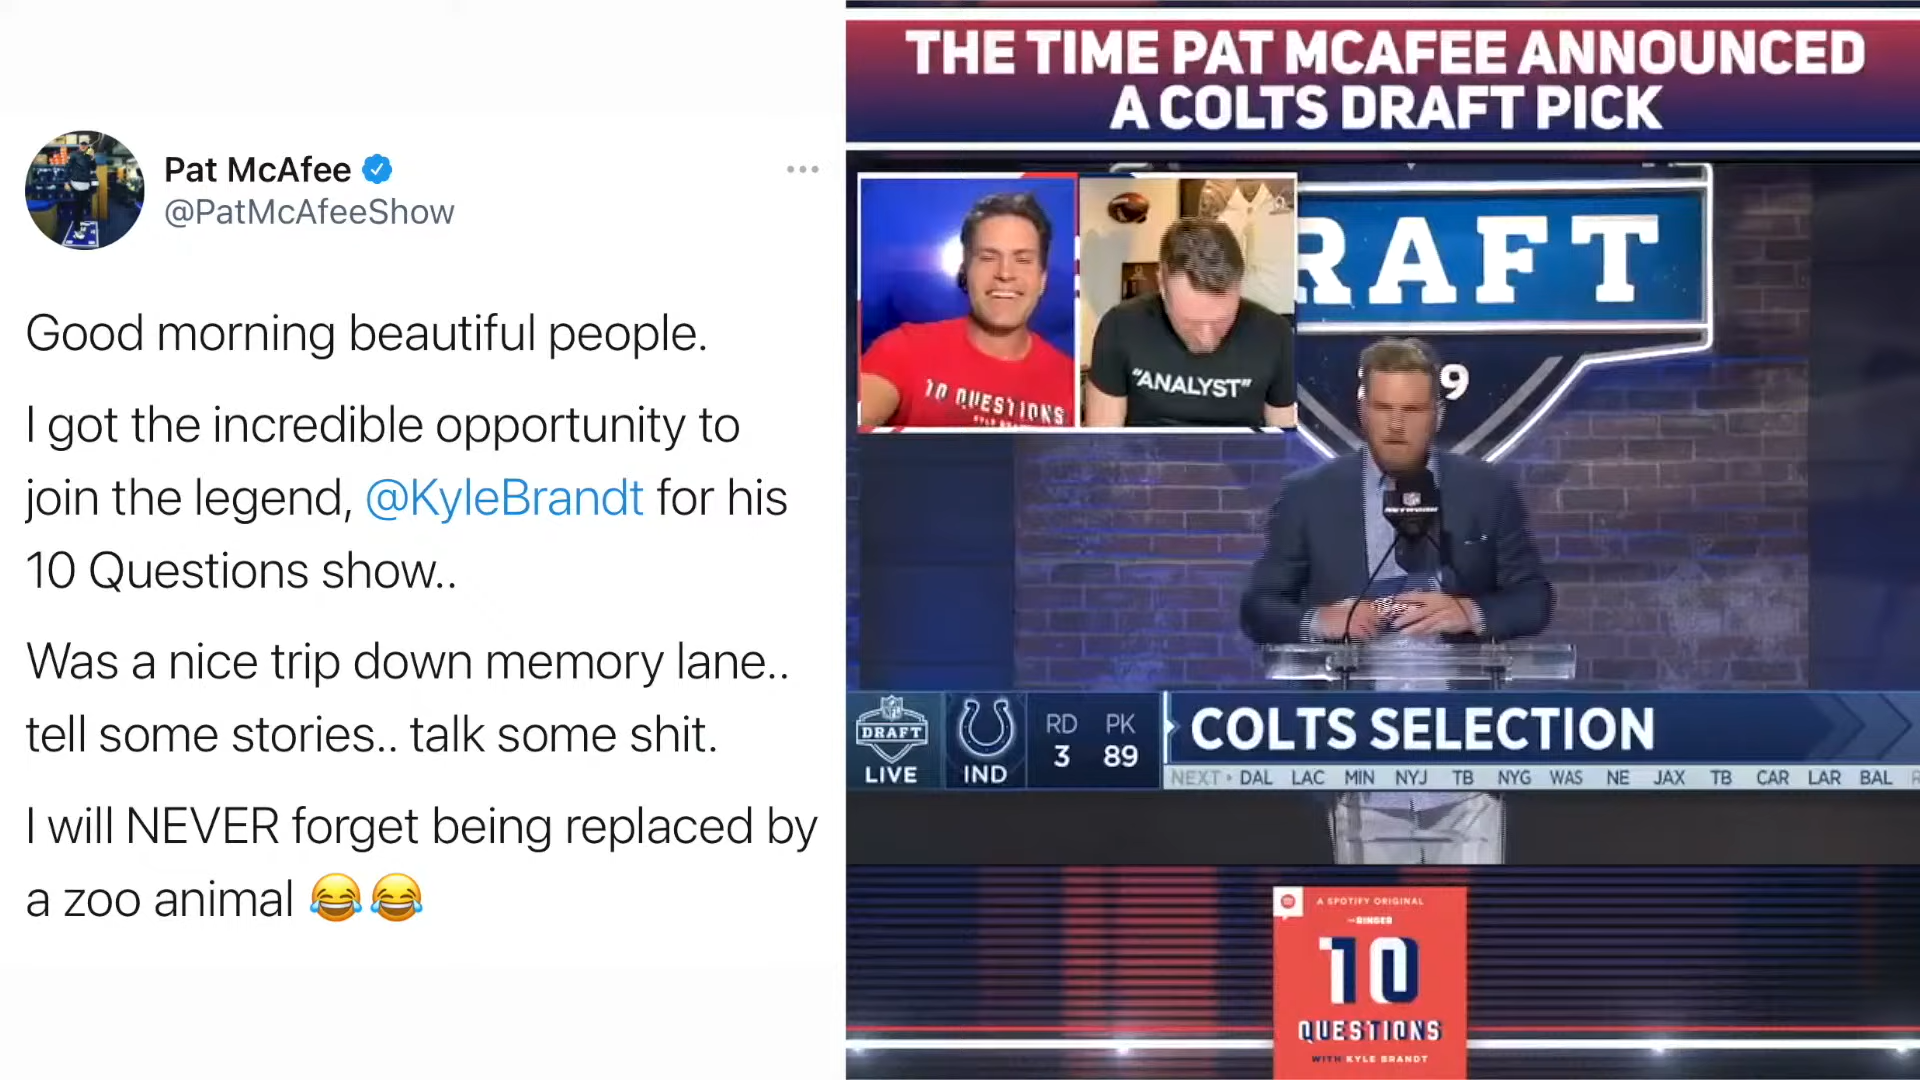 Pat McAfee
@PatMcAfeeShow
Good morning beautiful people.
I got the incredible opportunity to
join the legend, @KyleBrandt for his
10 Questions show..
Was a nice trip down memory lane..
tell some stories.. talk some shit.
I will NEVER forget being replaced by
a zoo animal 😂😂
THE TIME PAT MCAFEE ANNOUNCED
A COLTS DRAFT PICK
10 QUESTIONS
"ANALYST"
RAFT
9
NFL
NETWORK
DRAFT
LIVE
IND
RD PK
3 89
COLTS SELECTION
NEXT DAL LAC MIN NYJ TB NYG WAS NE JAX TB CAR LAR BAL
A SPOTIFY ORIGINAL
RINGER
10
QUESTIONS
WITH KYLE BRANDT